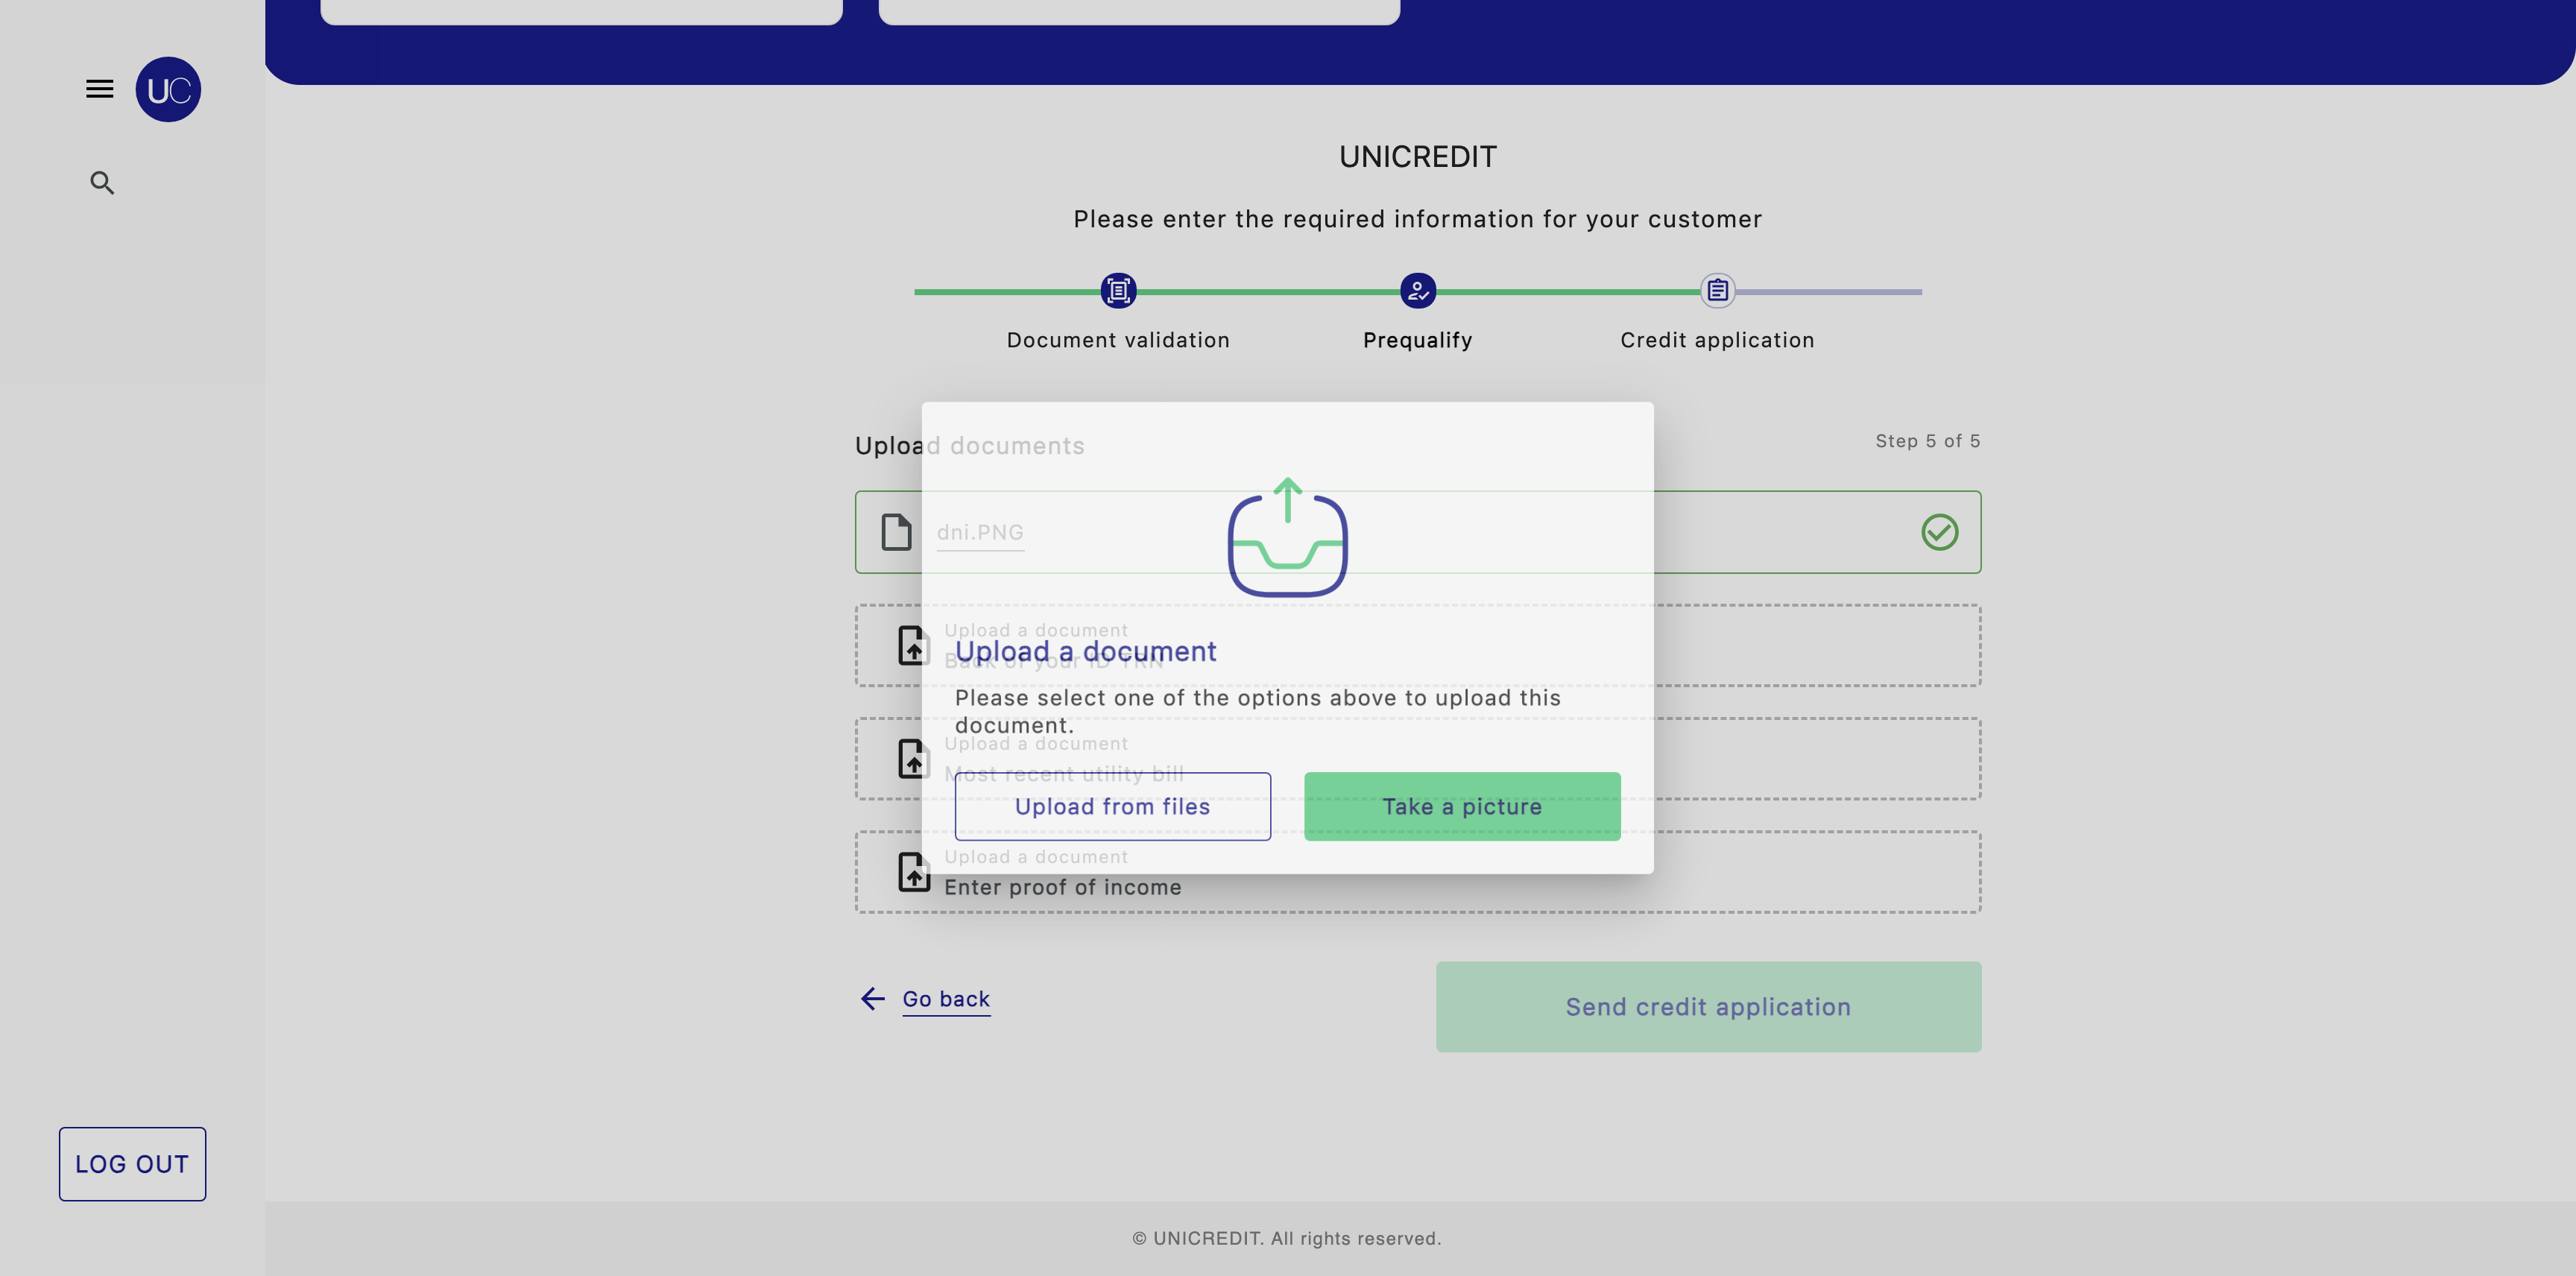 UC
UNICREDIT
Please enter the required information for your customer
Document validation
Prequalify
Credit application
Upload documents
Step 5 of 5
dni.PNG
Upload a document
Back of your ID TRN
Upload a document
Please select one of the options above to upload this
document.
Upload a document
Most recent utility bill
Upload from files
Take a picture
Upload a document
Enter proof of income
Go back
Send credit application
LOG OUT
© UNICREDIT. All rights reserved.